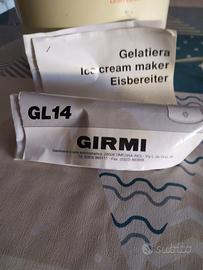 Gelatiera
Ice cream maker
Eisbereiter
GL14
GIRMI
subito